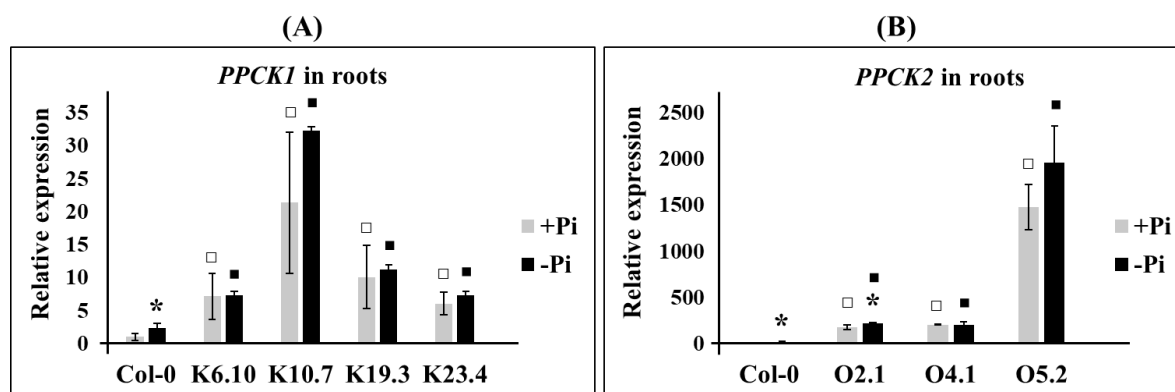 (A)
(B)
PPCK1 in roots
Relative expression
35
30
25
20
15
10
5
0
* 
Col-0 K6.10 K10.7 K19.3 K23.4
+Pi
-Pi
PPCK2 in roots
Relative expression
2500
2000
1500
1000
500
0
* *
Col-0 O2.1 O4.1 O5.2
+Pi
-Pi